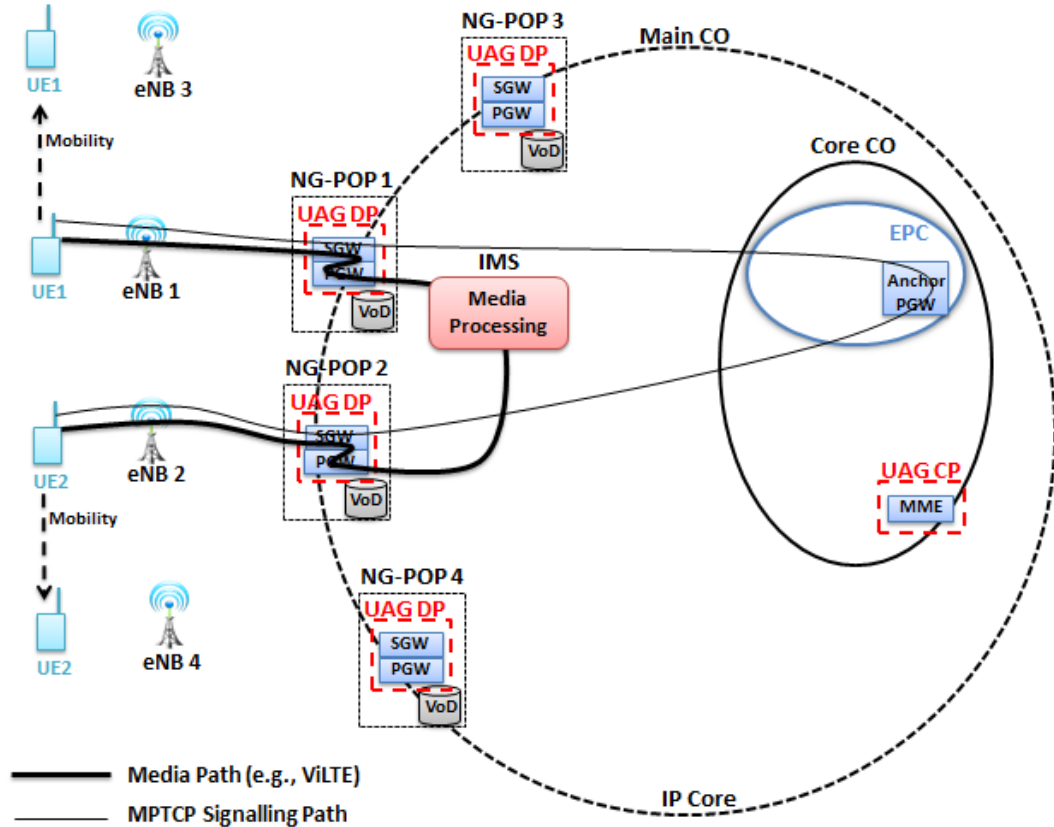 NG-POP 3
Main CO
UAG DP
SGW
PGW
VoD
UE1
eNB 3
Mobility
Core CO
NG-POP 1
UAG DP
SGW
PGW
VoD
EPC
Anchor
PGW
IMS
Media
Processing
UE1
eNB 1
NG-POP 2
UAG DP
SGW
PGW
VoD
UE2
eNB 2
Mobility
UAG CP
MME
NG-POP 4
UAG DP
SGW
PGW
VoD
UE2
eNB 4
Media Path (e.g., ViLTE)
MPTCP Signalling Path
IP Core